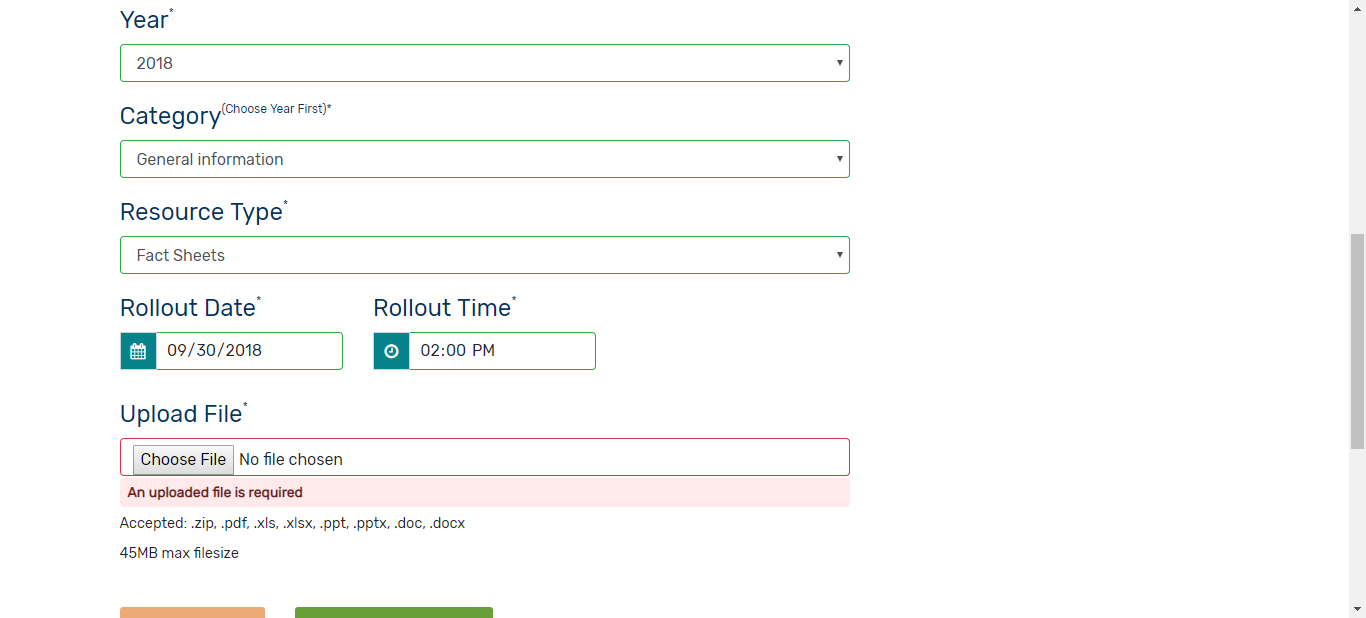 Year*
2018
Category(Choose Year First)*
General information
Resource Type*
Fact Sheets
Rollout Date* Rollout Time*
09/30/2018 02:00 PM
Upload File*
Choose File No file chosen
An uploaded file is required
Accepted: .zip, .pdf, .xls, .xlsx, .ppt, .pptx, .doc, .docx
45MB max filesize